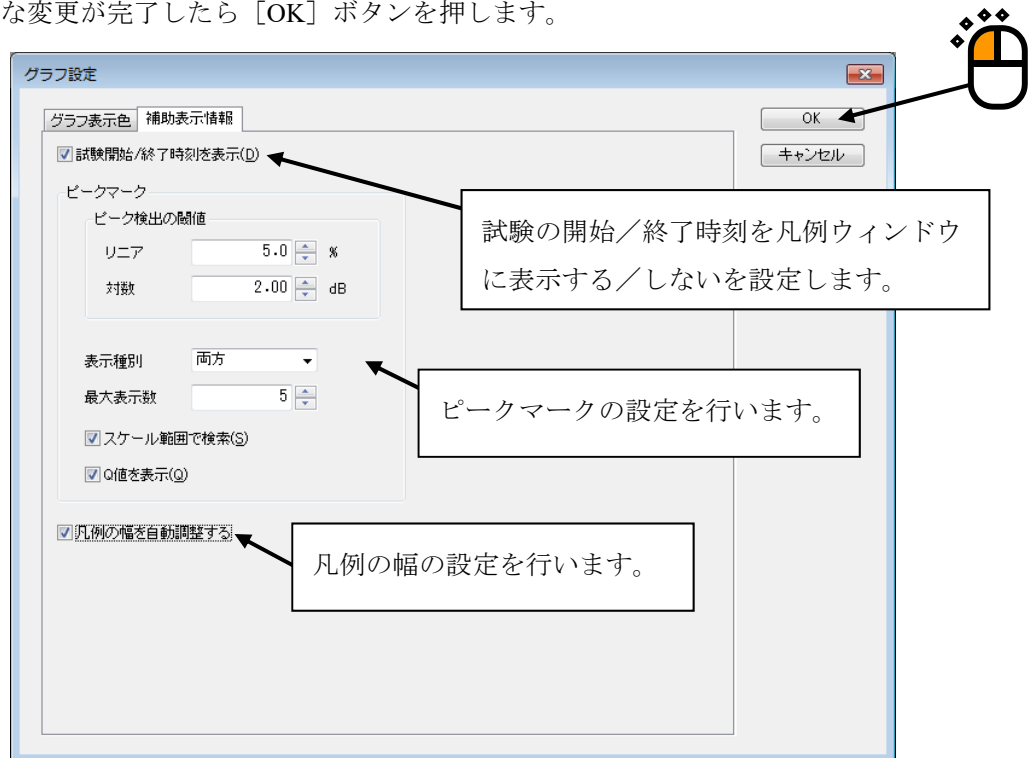 な変更が完了したら［OK］ボタンを押します。
グラフ設定
グラフ表示色 補助表示情報
OK
試験開始/終了時刻を表示(D)
キャンセル
ピークマーク
ピーク検出の閾値
試験の開始／終了時刻を凡例ウィンドウ
に表示する／しないを設定します。
リニア 5.0 %
対数 2.00 dB
表示種別 両方
最大表示数 5
ピークマークの設定を行います。
スケール範囲で検索(S)
Q値を表示(Q)
凡例の幅を自動調整する
凡例の幅の設定を行います。